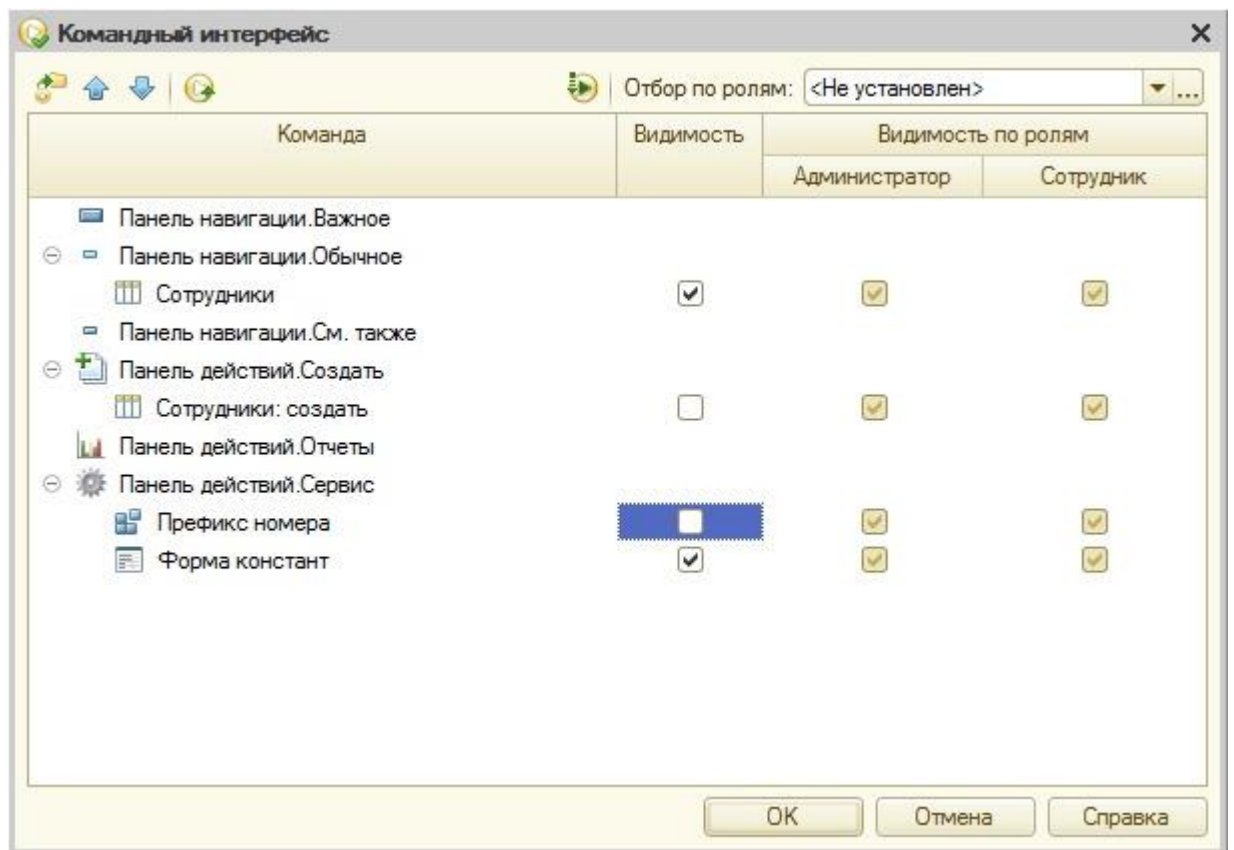 Командный интерфейс
Отбор по ролям: <Не установлен>
Команда Видимость Видимость по ролям
Администратор Сотрудник
Панель навигации.Важное
Панель навигации.Обычное
Сотрудники
Панель навигации.См. также
Панель действий.Создать
Сотрудники: создать
Панель действий.Отчеты
Панель действий.Сервис
Префикс номера
Форма констант
OK Отмена Справка